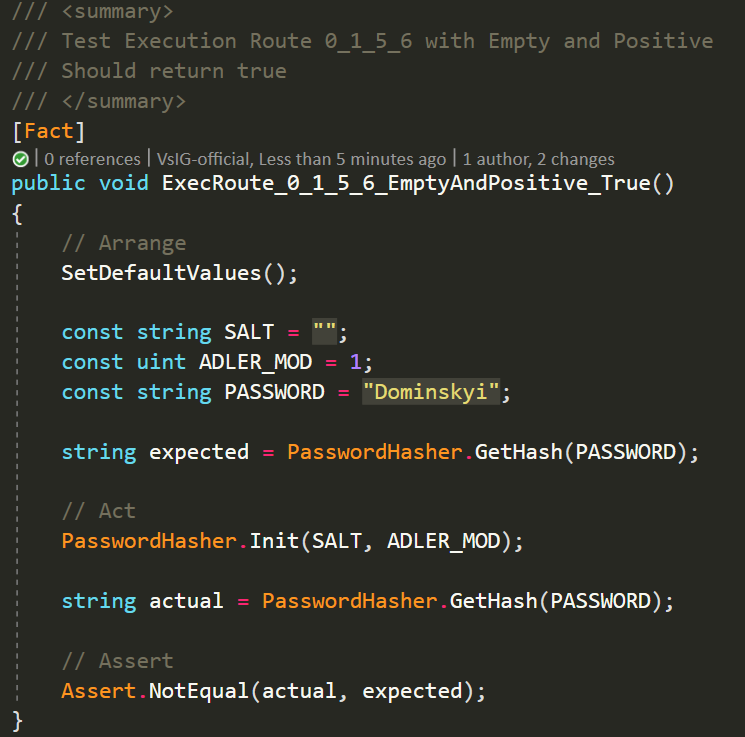 /// <summary>
/// Test Execution Route 0_1_5_6 with Empty and Positive
/// Should return true
/// </summary>
[Fact]
0 references | VsIG-official, Less than 5 minutes ago | 1 author, 2 changes
public void ExecRoute_0_1_5_6_EmptyAndPositive_True()
{
// Arrange
SetDefaultValues();
const string SALT = "";
const uint ADLER_MOD = 1;
const string PASSWORD = "Dominskyi";
string expected = PasswordHasher.GetHash(PASSWORD);
// Act
PasswordHasher.Init(SALT, ADLER_MOD);
string actual = PasswordHasher.GetHash(PASSWORD);
// Assert
Assert.NotEqual(actual, expected);
}